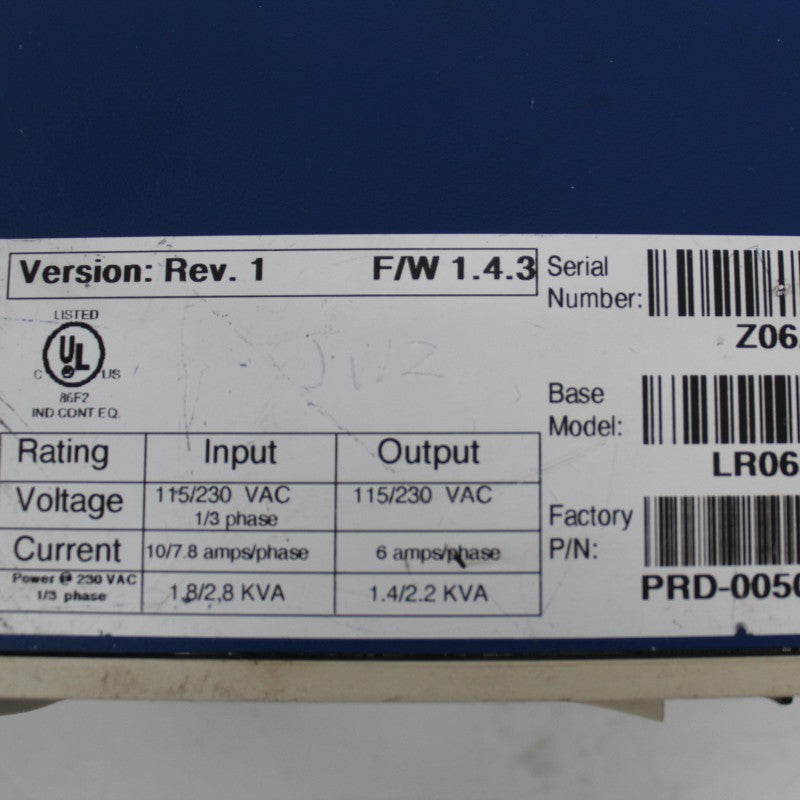 Version: Rev. 1 F/W 1.4.3
LISTED
UL
C US
86F2
IND CONT EQ.
Serial
Number:
Z06
Base
Model:
LR06
Factory
P/N:
PRD-0050
Rating Input Output
Voltage 115/230 VAC 115/230 VAC
1/3 phase
Current 10/7.8 amps/phase 6 amps/phase
Power @ 230 VAC 1.8/2.8 KVA 1.4/2.2 KVA
1/3 phase